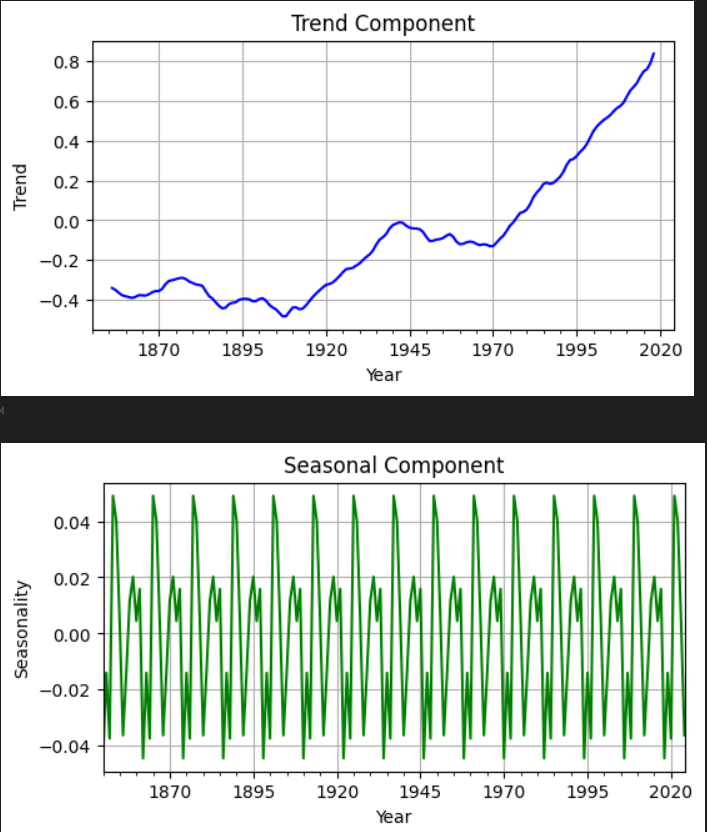 Trend Component
0.8
0.6
0.4
0.2
0.0
−0.2
−0.4
Trend
1870 1895 1920 1945 1970 1995 2020
Year
Seasonal Component
0.04
0.02
0.00
−0.02
−0.04
Seasonality
1870 1895 1920 1945 1970 1995 2020
Year